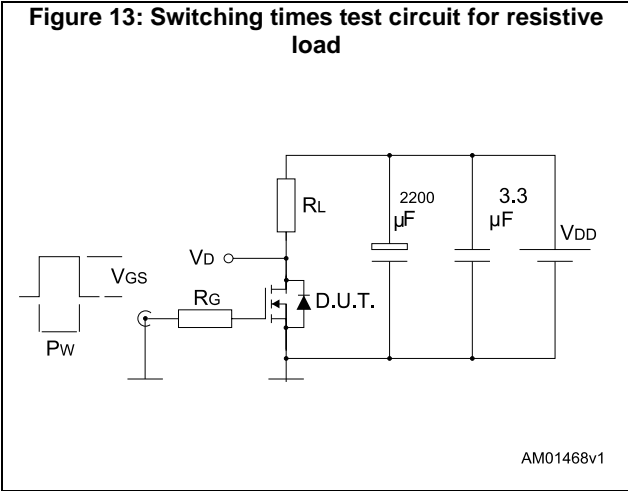 Figure 13: Switching times test circuit for resistive
load
RL
2200
μF
3.3
μF
VDD
VD
VGS
RG
D.U.T.
PW
AM01468v1